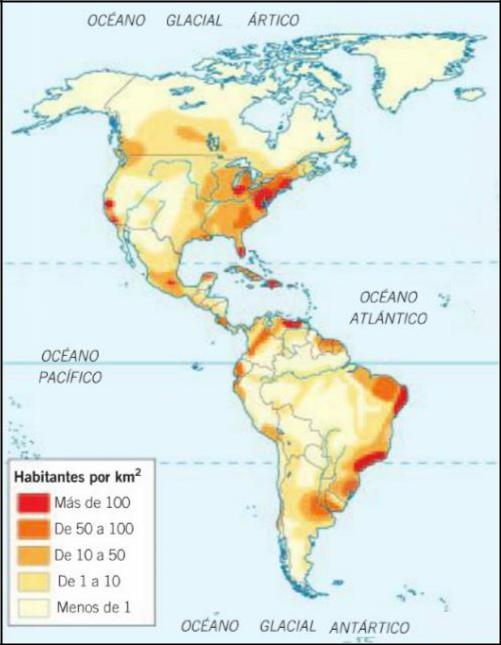 OCÉANO GLACIAL ÁRTICO
OCÉANO
ATLÁNTICO
OCÉANO
PACÍFICO
Habitantes por km²
Más de 100
De 50 a 100
De 10 a 50
De 1 a 10
Menos de 1
OCÉANO GLACIAL ANTÁRTICO